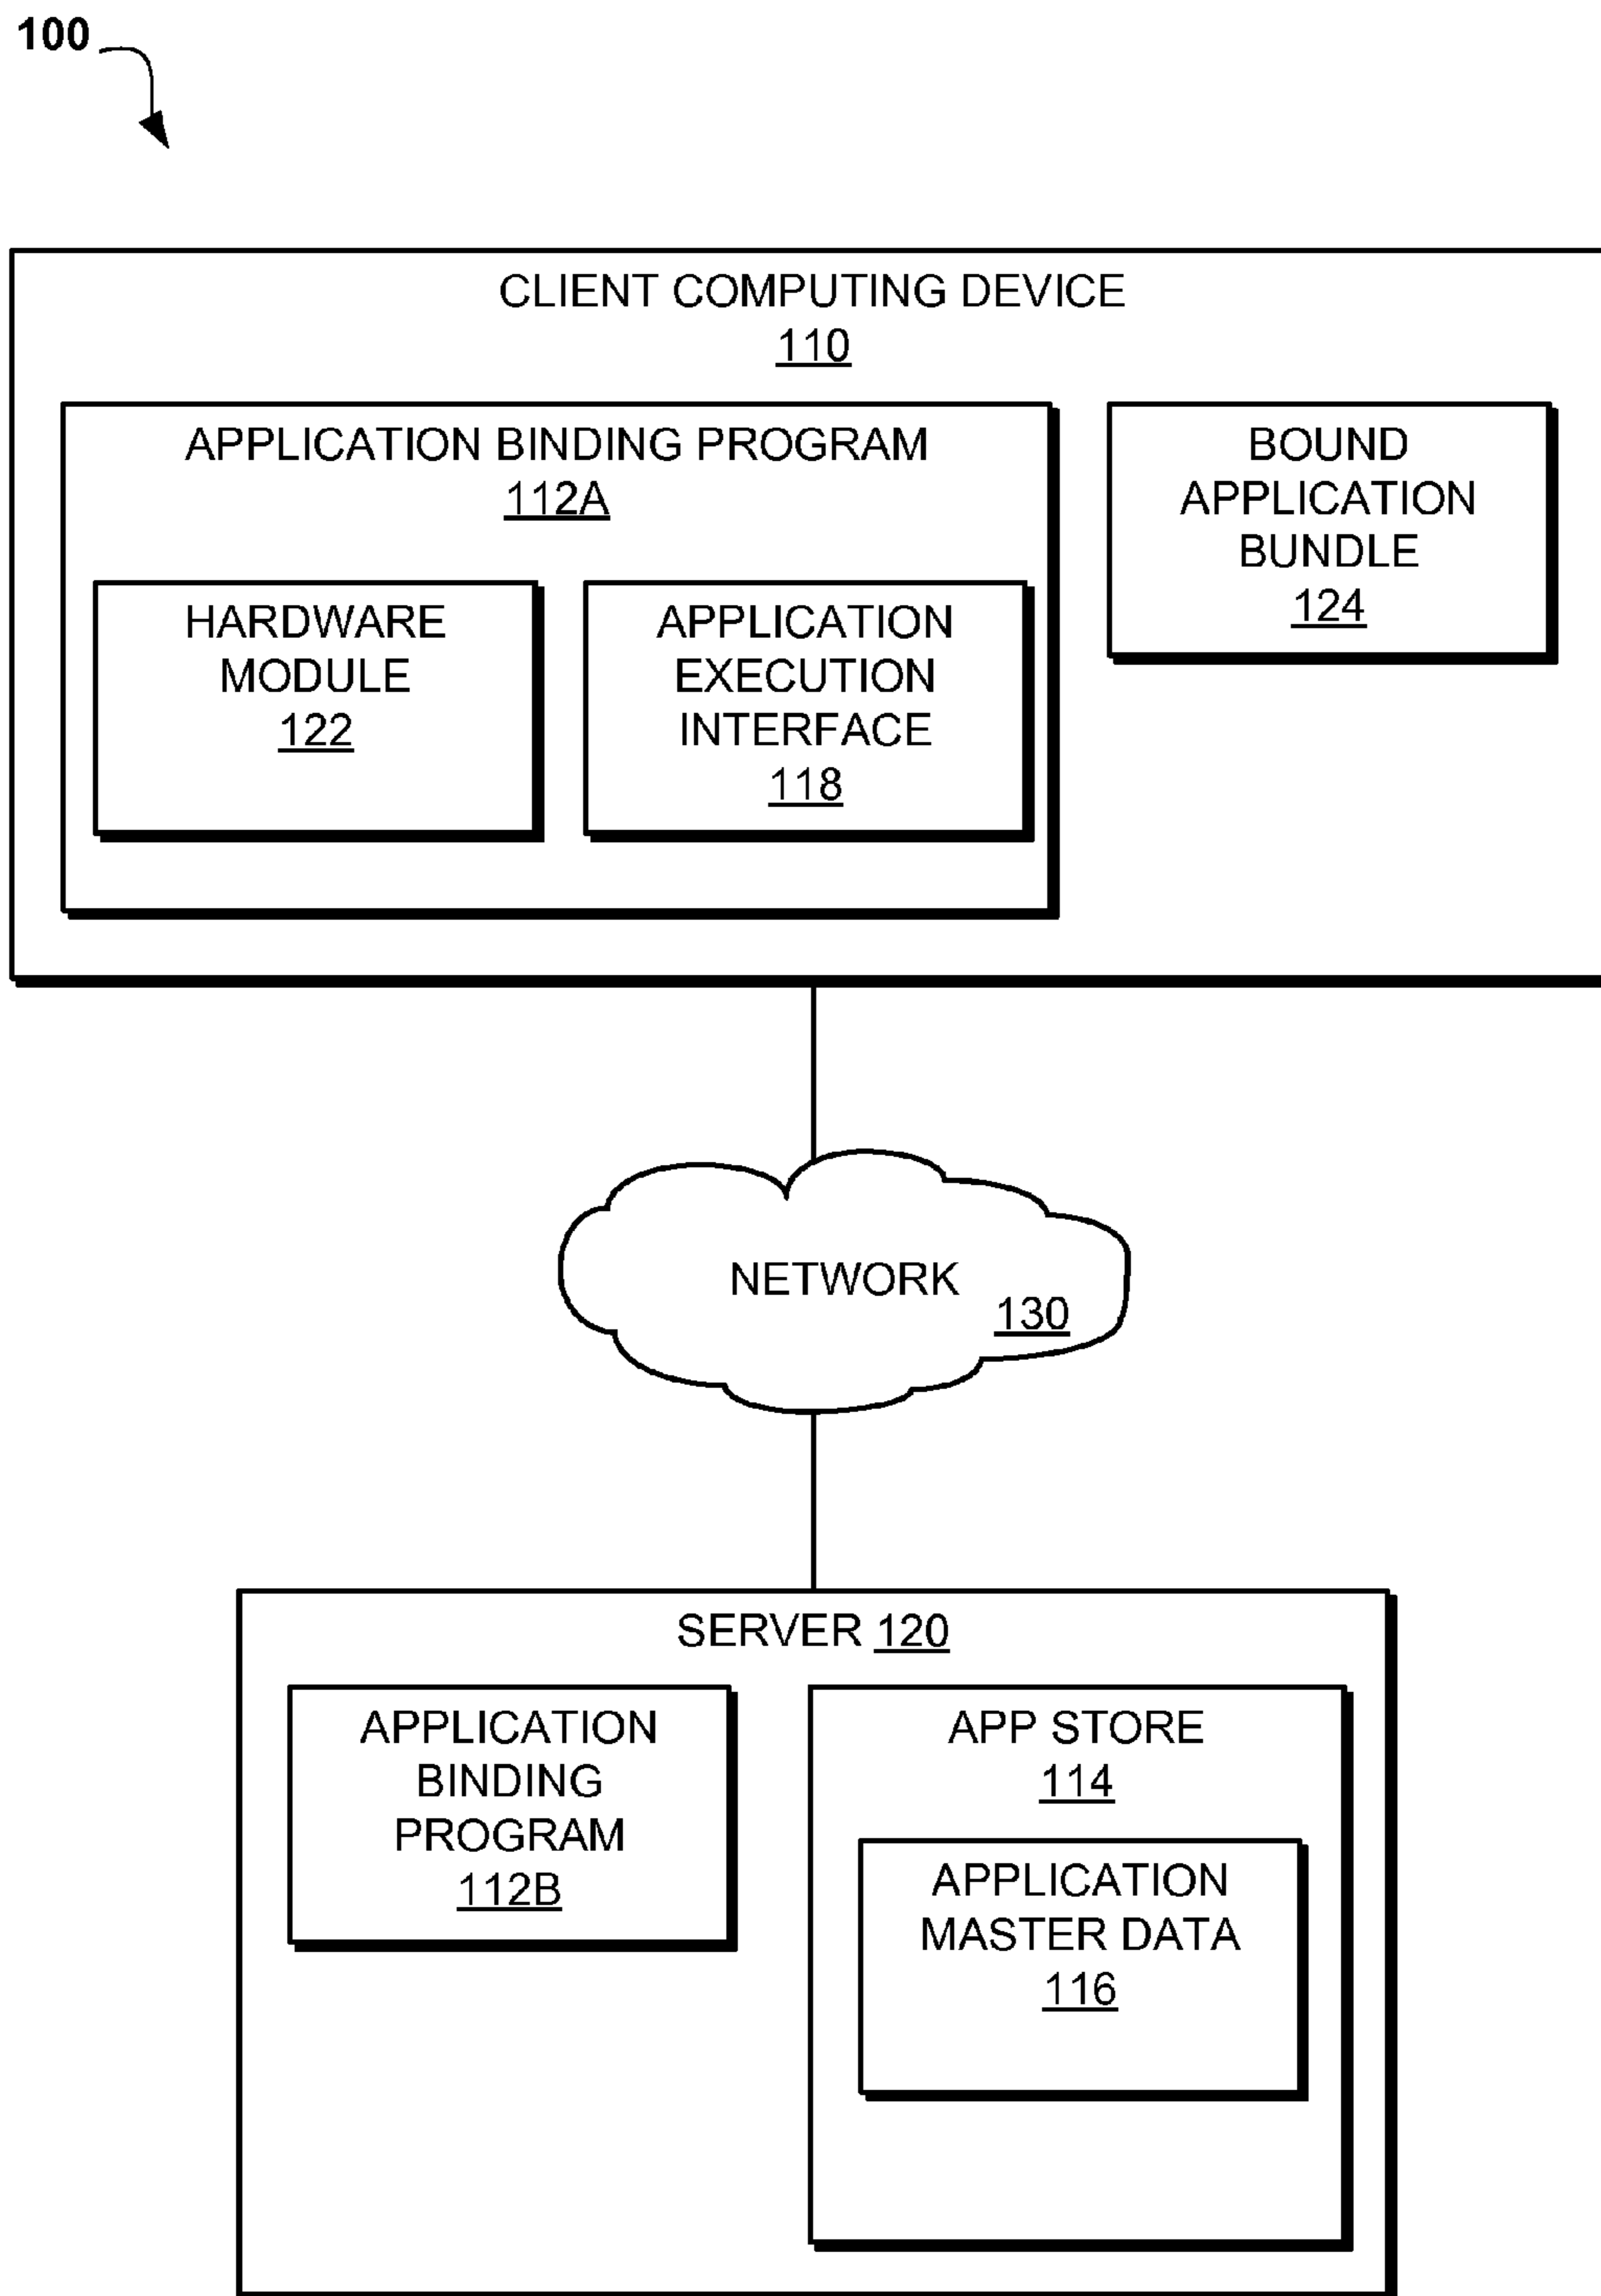 100
CLIENT COMPUTING DEVICE
110
APPLICATION BINDING PROGRAM
112A
HARDWARE
MODULE
122
APPLICATION
EXECUTION
INTERFACE
118
BOUND
APPLICATION
BUNDLE
124
NETWORK
130
SERVER 120
APPLICATION
BINDING
PROGRAM
112B
APP STORE
114
APPLICATION
MASTER DATA
116